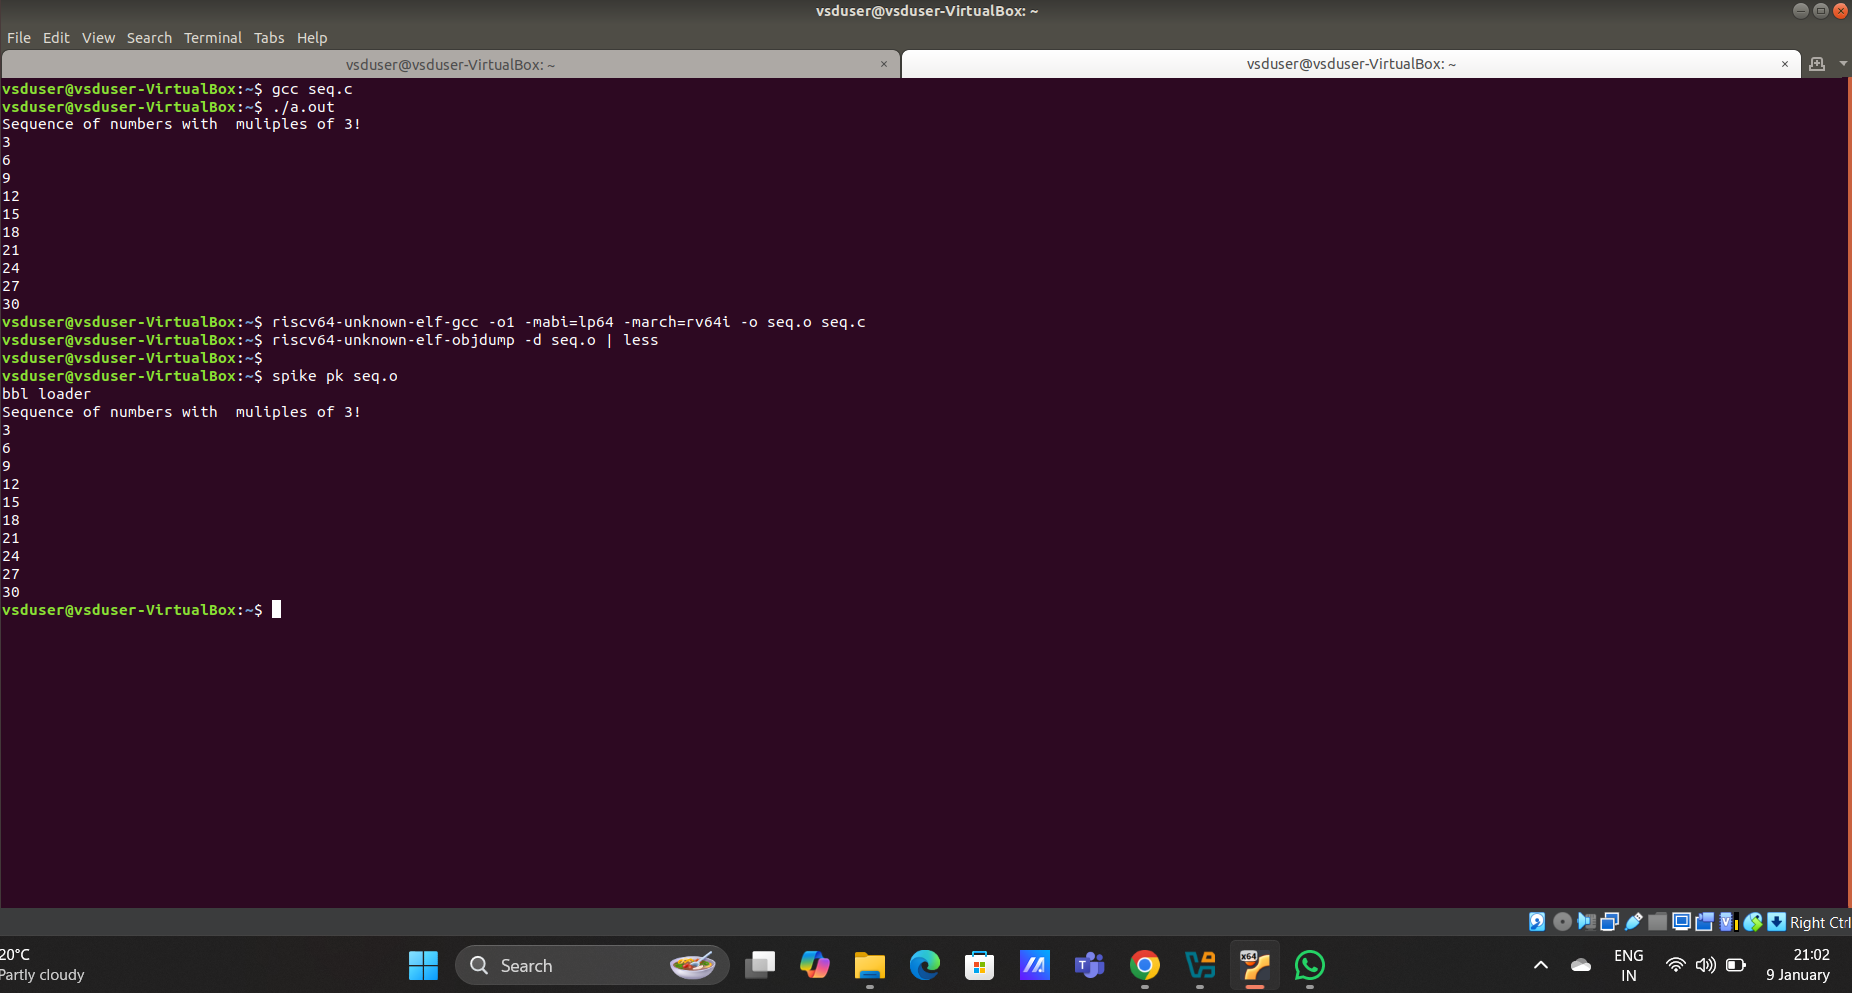 vsduser@vsduser-VirtualBox: ~
File Edit View Search Terminal Tabs Help
vsduser@vsduser-VirtualBox: ~ × vsduser@vsduser-VirtualBox: ~ ×
vsduser@vsduser-VirtualBox:~$ gcc seq.c
vsduser@vsduser-VirtualBox:~$ ./a.out
Sequence of numbers with  muliples of 3!
3
6
9
12
15
18
21
24
27
30
vsduser@vsduser-VirtualBox:~$ riscv64-unknown-elf-gcc -o1 -mabi=lp64 -march=rv64i -o seq.o seq.c
vsduser@vsduser-VirtualBox:~$ riscv64-unknown-elf-objdump -d seq.o | less
vsduser@vsduser-VirtualBox:~$
vsduser@vsduser-VirtualBox:~$ spike pk seq.o
bbl loader
Sequence of numbers with  muliples of 3!
3
6
9
12
15
18
21
24
27
30
vsduser@vsduser-VirtualBox:~$
Right Ctrl
20°C
Partly cloudy
Search
x64
ENG
IN
21:02
9 January